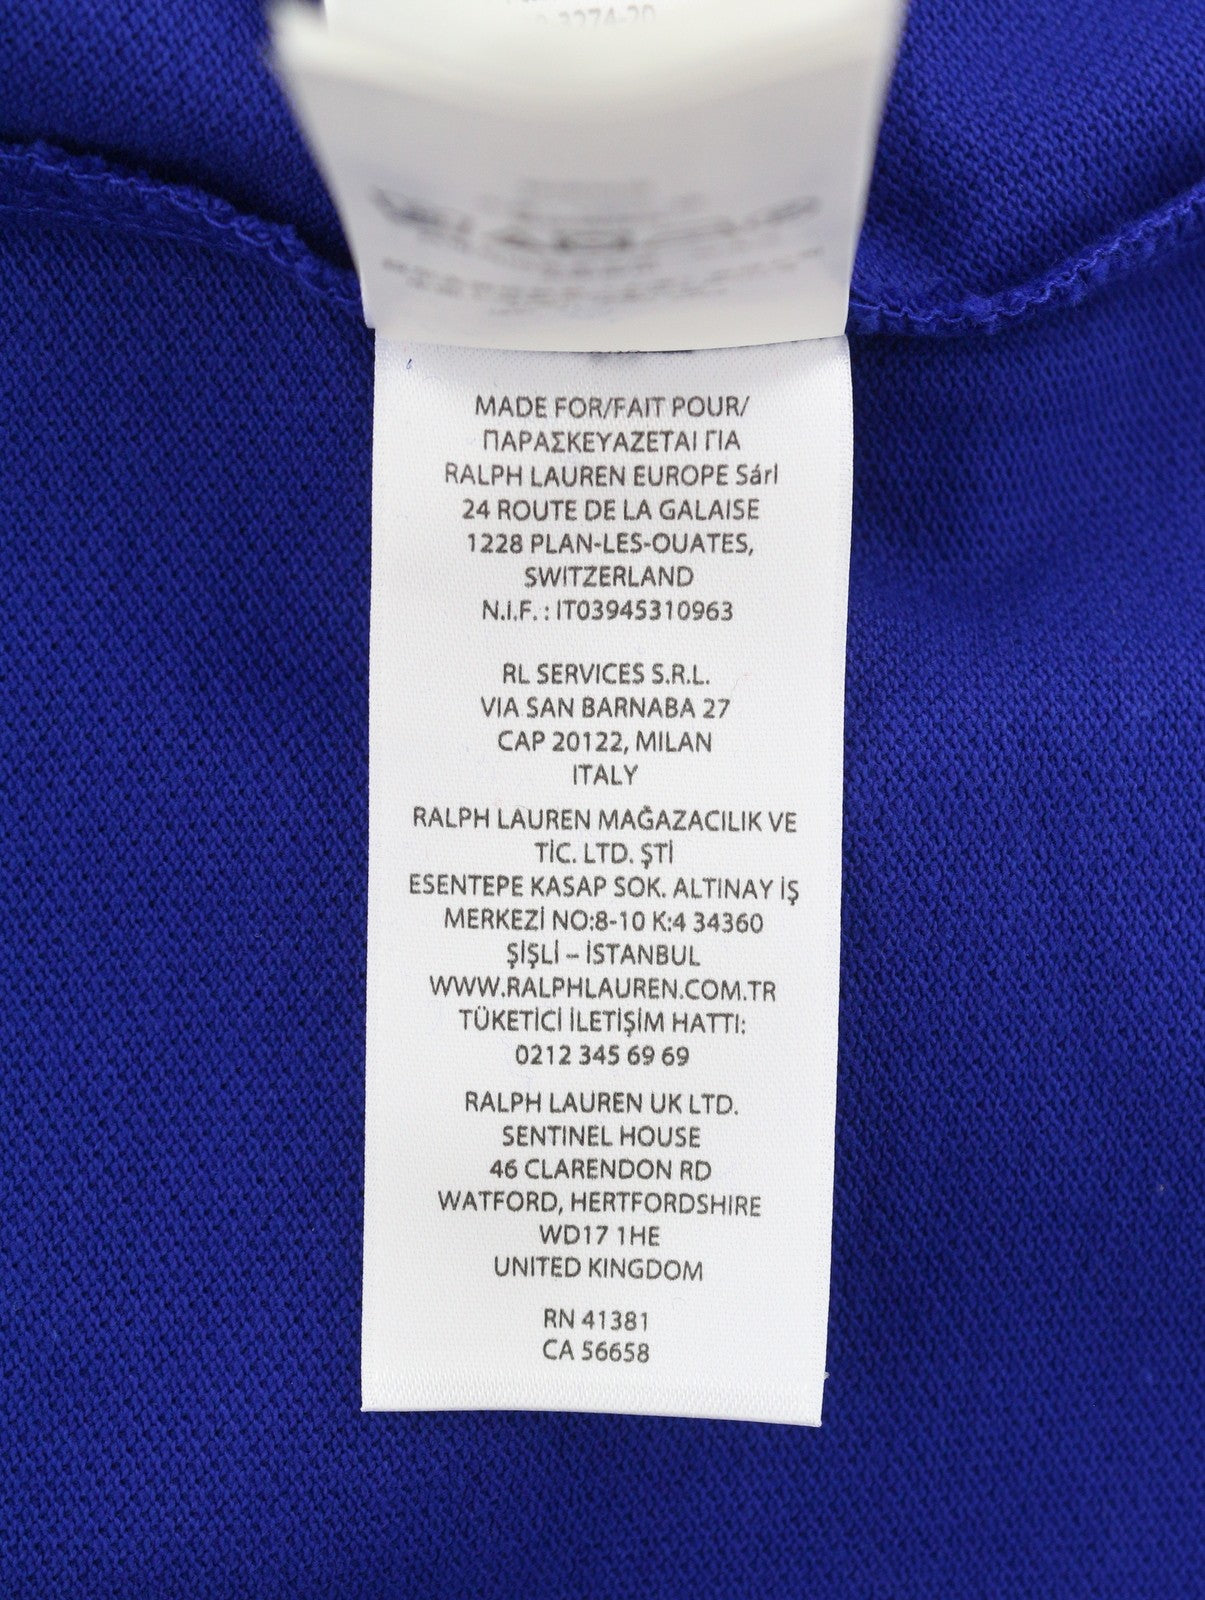 MADE FOR/FAIT POUR/
ΠΑΡΑΣΚΕΥΑΖΕΤΑΙ ΓΙΑ
RALPH LAUREN EUROPE Sárl
24 ROUTE DE LA GALAISE
1228 PLAN-LES-OUATES,
SWITZERLAND
N.I.F. : IT03945310963
RL SERVICES S.R.L.
VIA SAN BARNABA 27
CAP 20122, MILAN
ITALY
RALPH LAUREN MAĞAZACILIK VE
TİC. LTD. ŞTİ
ESENTEPE KASAP SOK. ALTINAY İŞ
MERKEZİ NO:8-10 K:4 34360
ŞİŞLİ – İSTANBUL
WWW.RALPHLAUREN.COM.TR
TÜKETİCİ İLETİŞİM HATTI:
0212 345 69 69
RALPH LAUREN UK LTD.
SENTINEL HOUSE
46 CLARENDON RD
WATFORD, HERTFORDSHIRE
WD17 1HE
UNITED KINGDOM
RN 41381
CA 56658